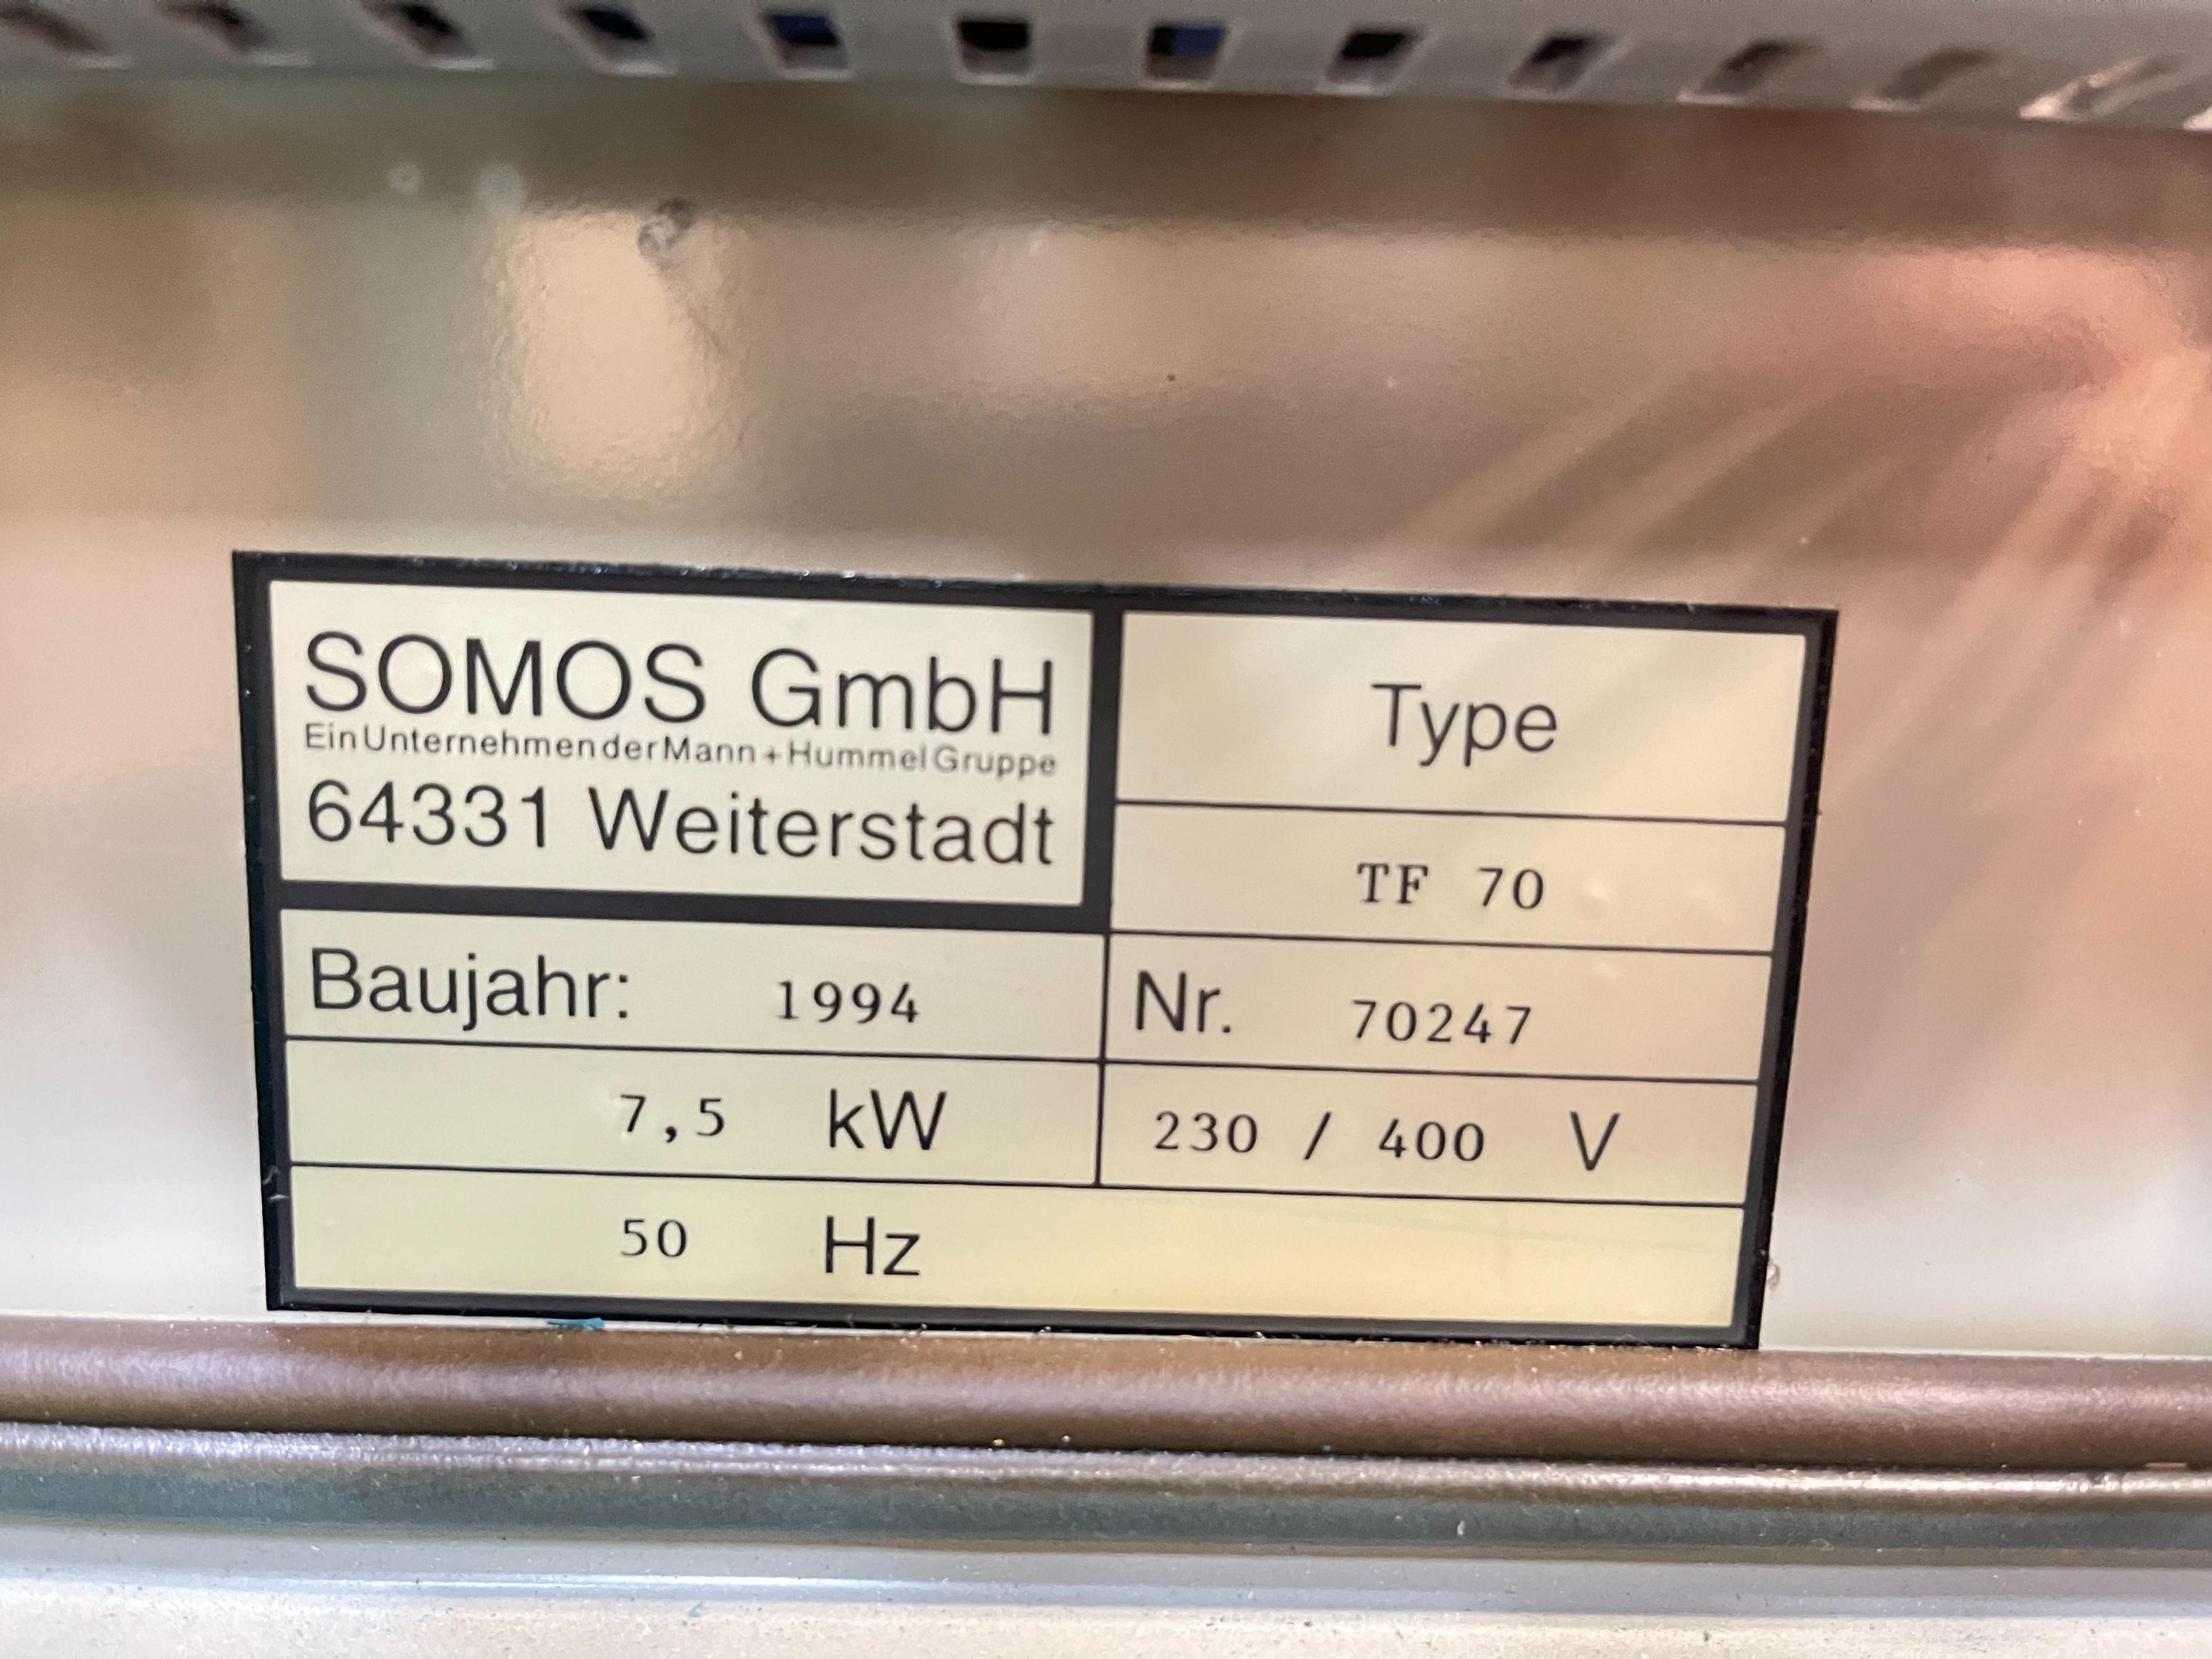 SOMOS GmbH
Ein Unternehmen der Mann + Hummel Gruppe
64331 Weiterstadt
Type
TF 70
Baujahr: 1994
Nr. 70247
7,5 kW
230 / 400 V
50 Hz